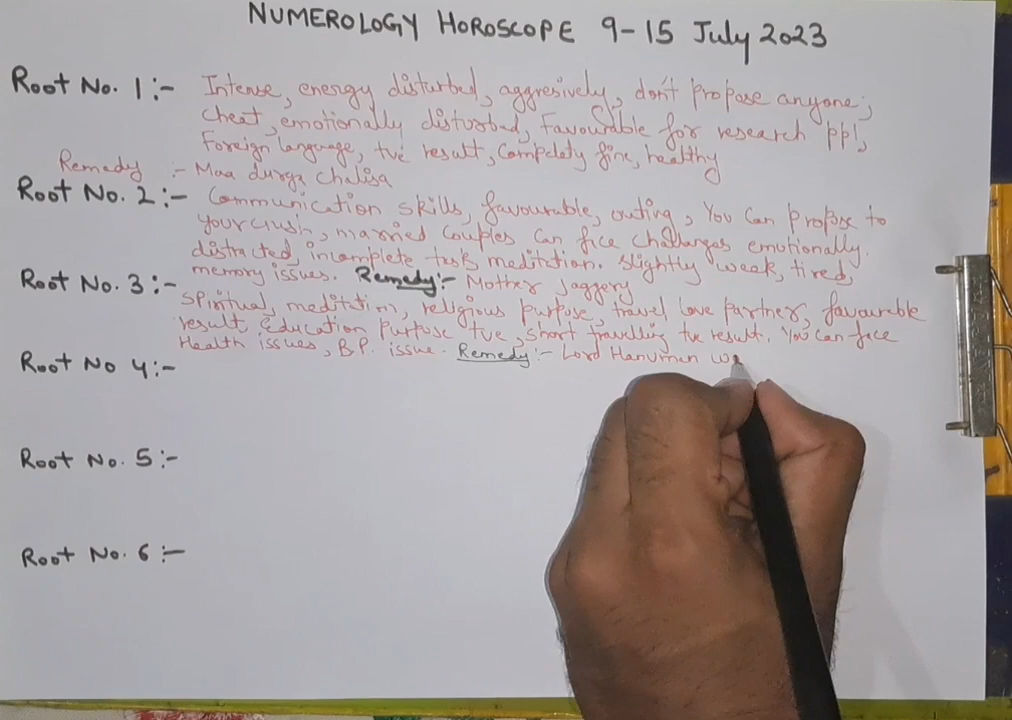 NUMEROLOGY HOROSCOPE 9-15 July 2023
Root No. 1:- Intense, energy disturbed, aggresively, don't propose anyone,
cheat, emotionally disturbed, Favourable for research ppl,
Foreign language, tve result, Completely fine, healthy
Remedy :- Maa durga Chalisa
Root No. 2:- Communication skills, favourable, outing, You can propose to
your crush, married couples can face challanges emotionally.
distracted, incomplete task, meditation. Slightly weak, tired,
memory issues. Remedy:- Mother Jaggery
Root No. 3:- Spiritual, meditation, religious purpose, travel love partner, favourable
result, education purpose tve, short travelling tve result. You can face
Health issues, B.P. issue. Remedy:- Lord Hanuman w
Root No 4:-
Root No. 5:-
Root No. 6:-